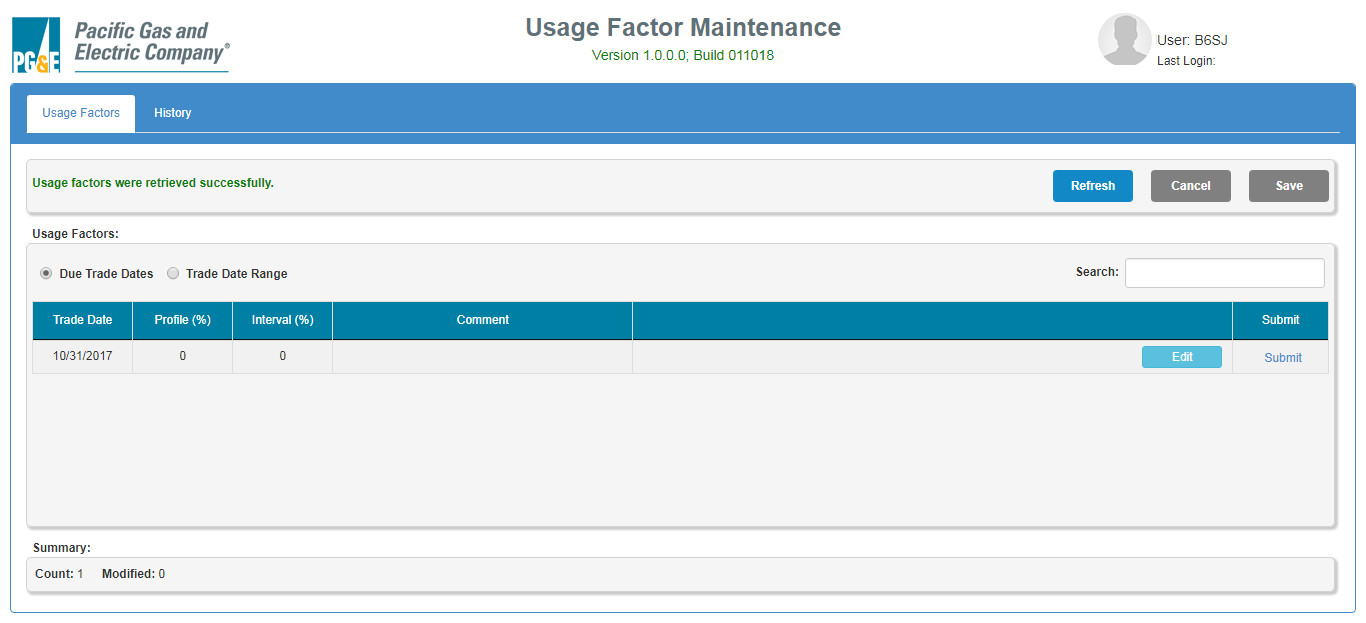 PG&E
Pacific Gas and
Electric Company®
Usage Factor Maintenance
Version 1.0.0.0; Build 011018
User: B6SJ
Last Login:
Usage Factors History
Usage factors were retrieved successfully. Refresh Cancel Save
Usage Factors:
Due Trade Dates Trade Date Range Search:
Trade Date Profile (%) Interval (%) Comment Submit
10/31/2017 0 0 Edit Submit
Summary:
Count: 1 Modified: 0